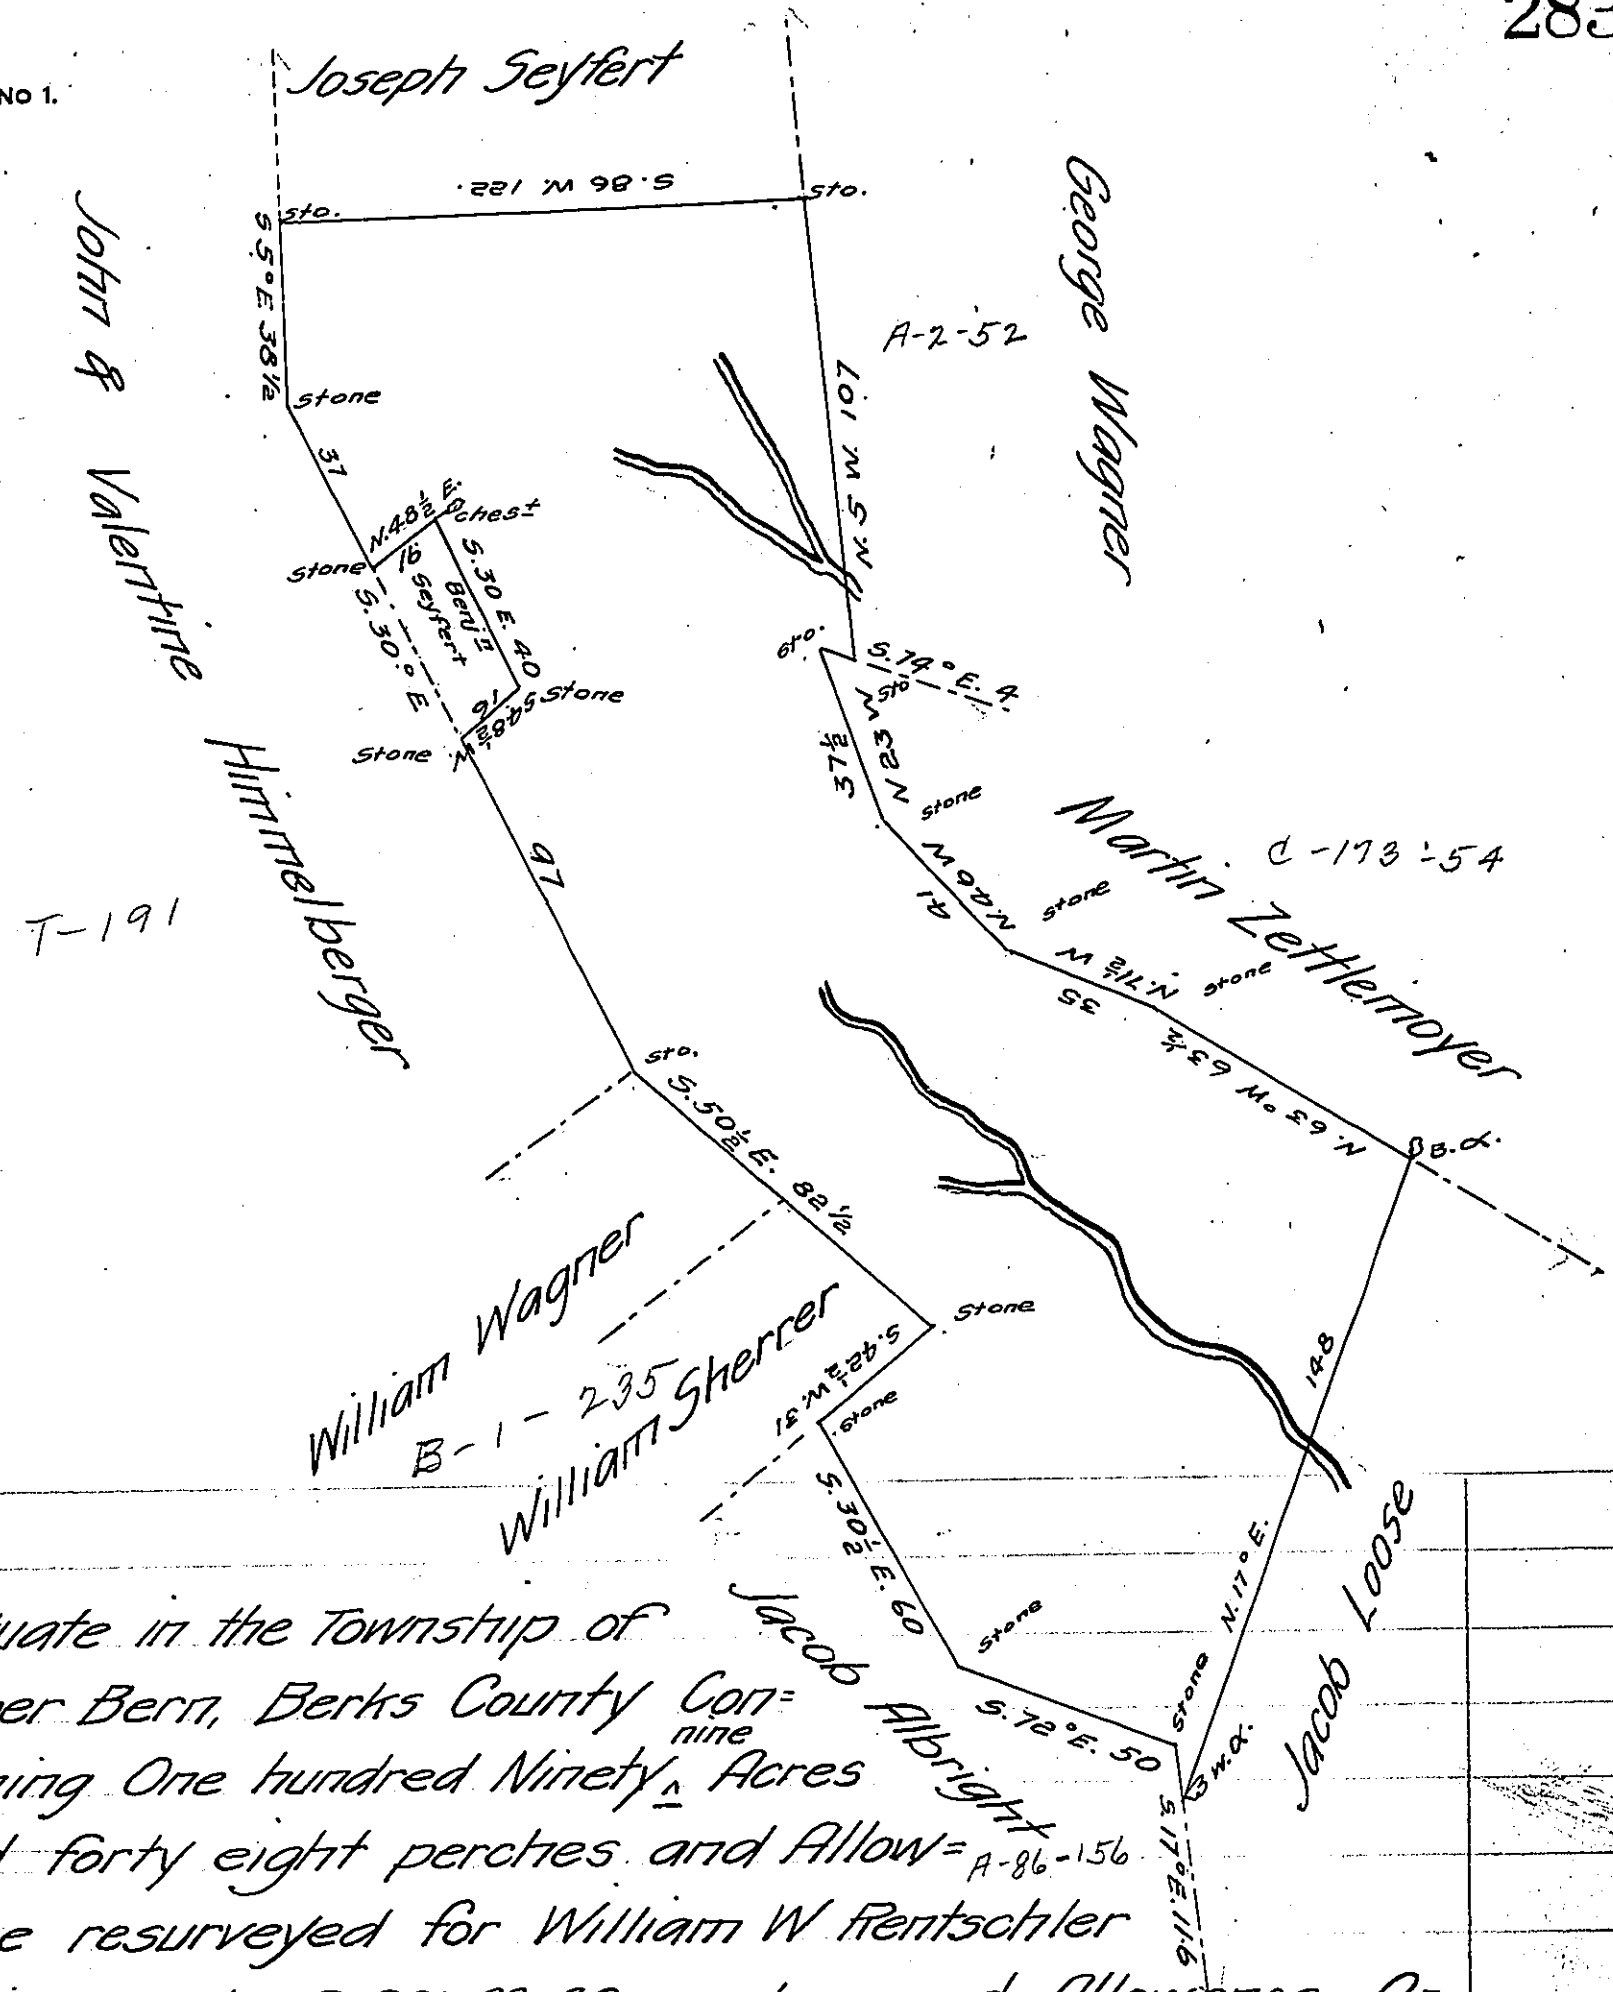 283
No 1.
Joseph Seyfert
S. 86 W. 122.
sto.
sto.
S 5° E 38½
John & Valentine Himmelberger
George Wagner
A-2-52
N 5 W 107
stone
37
N. 48½ E.
16
chest
stone
S. 30 E. 40
Benjn
Seyfert
S. 30° E
stone
S. 48½ W.
16
Stone
sto.
S. 74° E. 4.
sto
N 23 W
37½
stone
Martin Zettlemoyer
C-173-54
N. 46 W
41
stone
N. 71½ W
35
stone
N. 63° W 63½
B.O.
97
T-191
sto.
S. 50½ E. 82½
William Wagner
B-1-235
William Sherrer
Stone
S. 42½ W. 31
stone
S. 30½ E. 60
Jacob Albright
A-86-156
stone
S. 72° E. 50
stone
W.O.
S. 17° E. 11.6
N. 17° E. 148
Jacob Loose
uate in the Township of
er Bern, Berks County Con=
ning One hundred Ninety ^ nine Acres
d forty eight perches and Allow=
e resurveyed for William W Rentschler